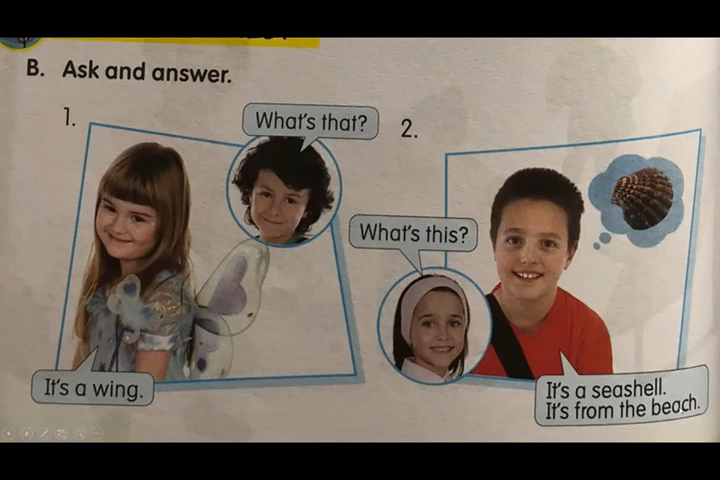 B. Ask and answer.
1.
What's that?
It's a wing.
2.
What's this?
It's a seashell.
It's from the beach.